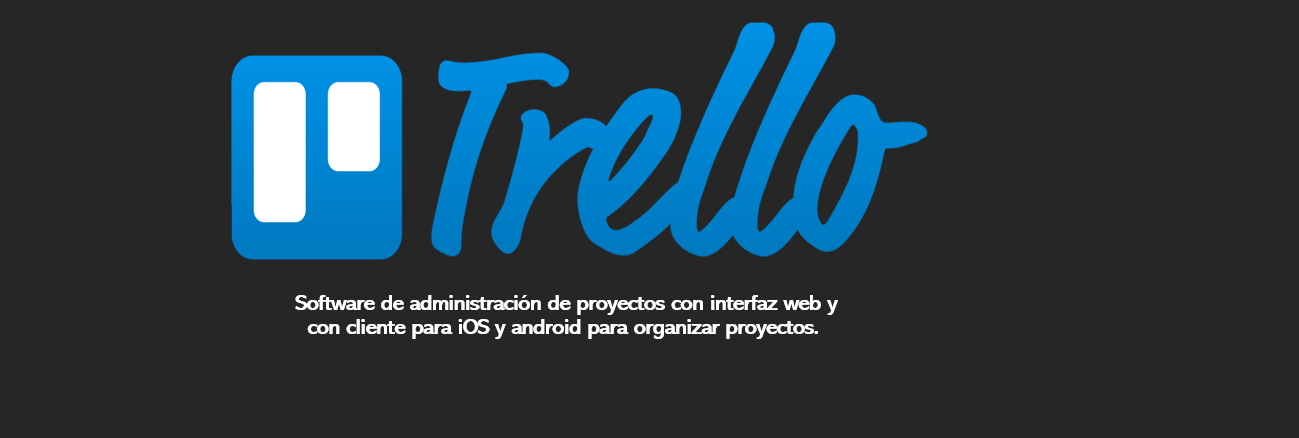 Trello
Software de administración de proyectos con interfaz web y
con cliente para iOS y android para organizar proyectos.